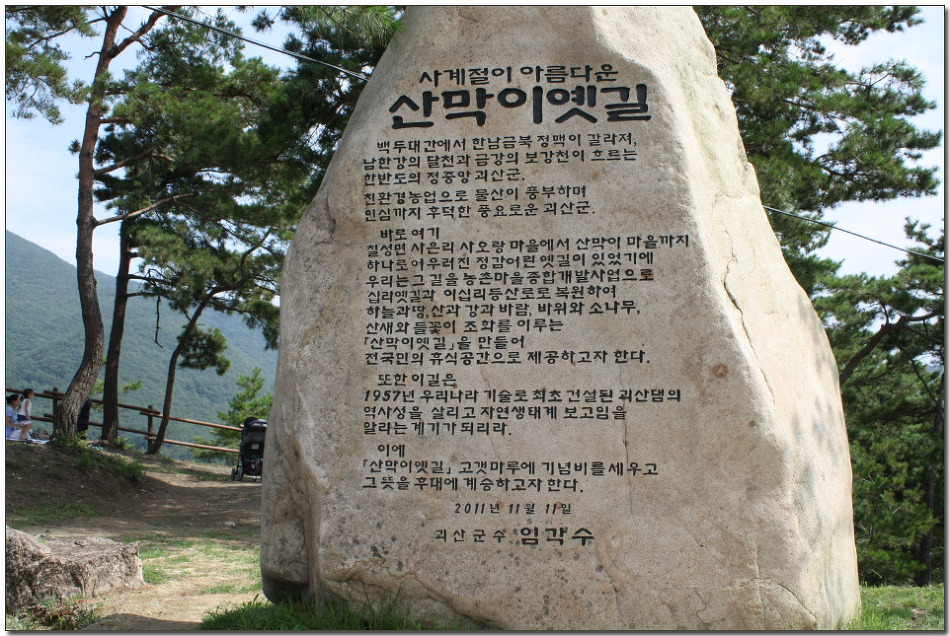 사계절이 아름다운
산막이옛길
백두대간에서 한남금북 정맥이 갈라져,
남한강의 달천과 금강의 보강천이 흐르는
한반도의 정중앙 괴산군.
친환경농업으로 물산이 풍부하며
인심까지 후덕한 풍요로운 괴산군.
바로 여기
칠성면 사은리 사오랑 마을에서 산막이 마을까지
하나로 어우러진 정감어린 옛길이 있었기에
우리는 그 길을 농촌마을종합개발사업으로
십리옛길과 이십리등산로로 복원하여
하늘과 땅, 산과 강과 바람, 바위와 소나무,
산새와 들꽃이 조화를 이루는
「산막이옛길」을 만들어
전국민의 휴식공간으로 제공하고자 한다.
또한 이길은
1957년 우리나라 기술로 최초 건설된 괴산댐의
역사성을 살리고 자연생태계 보고임을
알리는 계기가 되리라.
이에
「산막이옛길」 고갯마루에 기념비를 세우고
그 뜻을 후대에 계승하고자 한다.
2011년 11월 11일
괴산군수 임각수